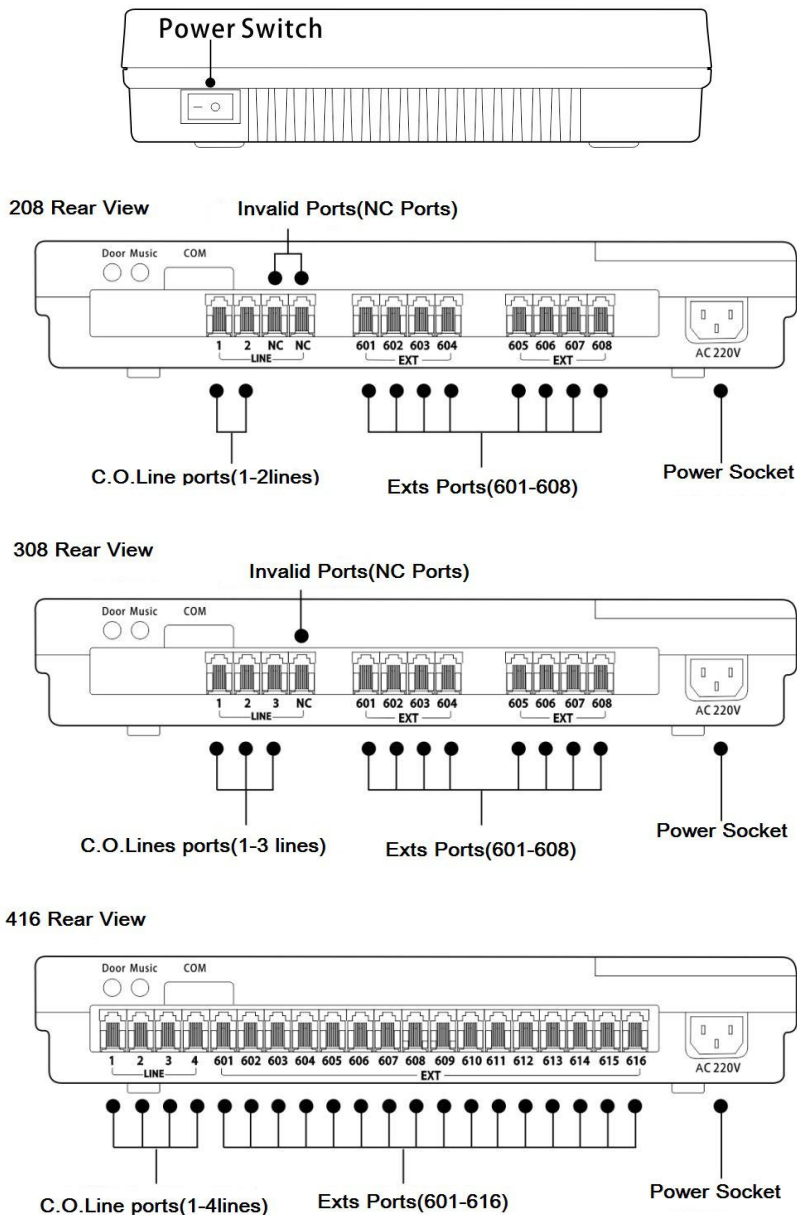 Power Switch
208 Rear View
Invalid Ports(NC Ports)
Door Music COM
1 2 NC NC 601 602 603 604 605 606 607 608
LINE EXT EXT AC 220V
C.O.Line ports(1-2lines)
Exts Ports(601-608)
Power Socket
308 Rear View
Invalid Ports(NC Ports)
Door Music COM
1 2 3 NC 601 602 603 604 605 606 607 608
LINE EXT EXT AC 220V
C.O.Lines ports(1-3 lines)
Exts Ports(601-608)
Power Socket
416 Rear View
Door Music COM
1 2 3 4 601 602 603 604 605 606 607 608 609 610 611 612 613 614 615 616
LINE EXT AC 220V
C.O.Line ports(1-4lines)
Exts Ports(601-616)
Power Socket